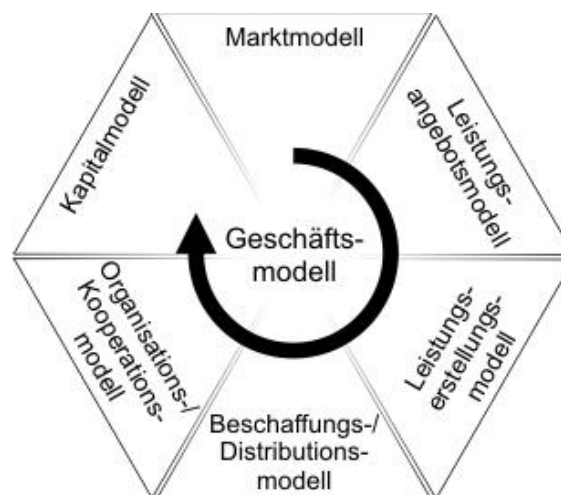 Marktmodell
Leistungs-
angebotsmodell
Leistungs-
erstellungs-
modell
Beschaffungs-/
Distributions-
modell
Organisations-/
Kooperations-
modell
Kapitalmodell
Geschäfts-
modell